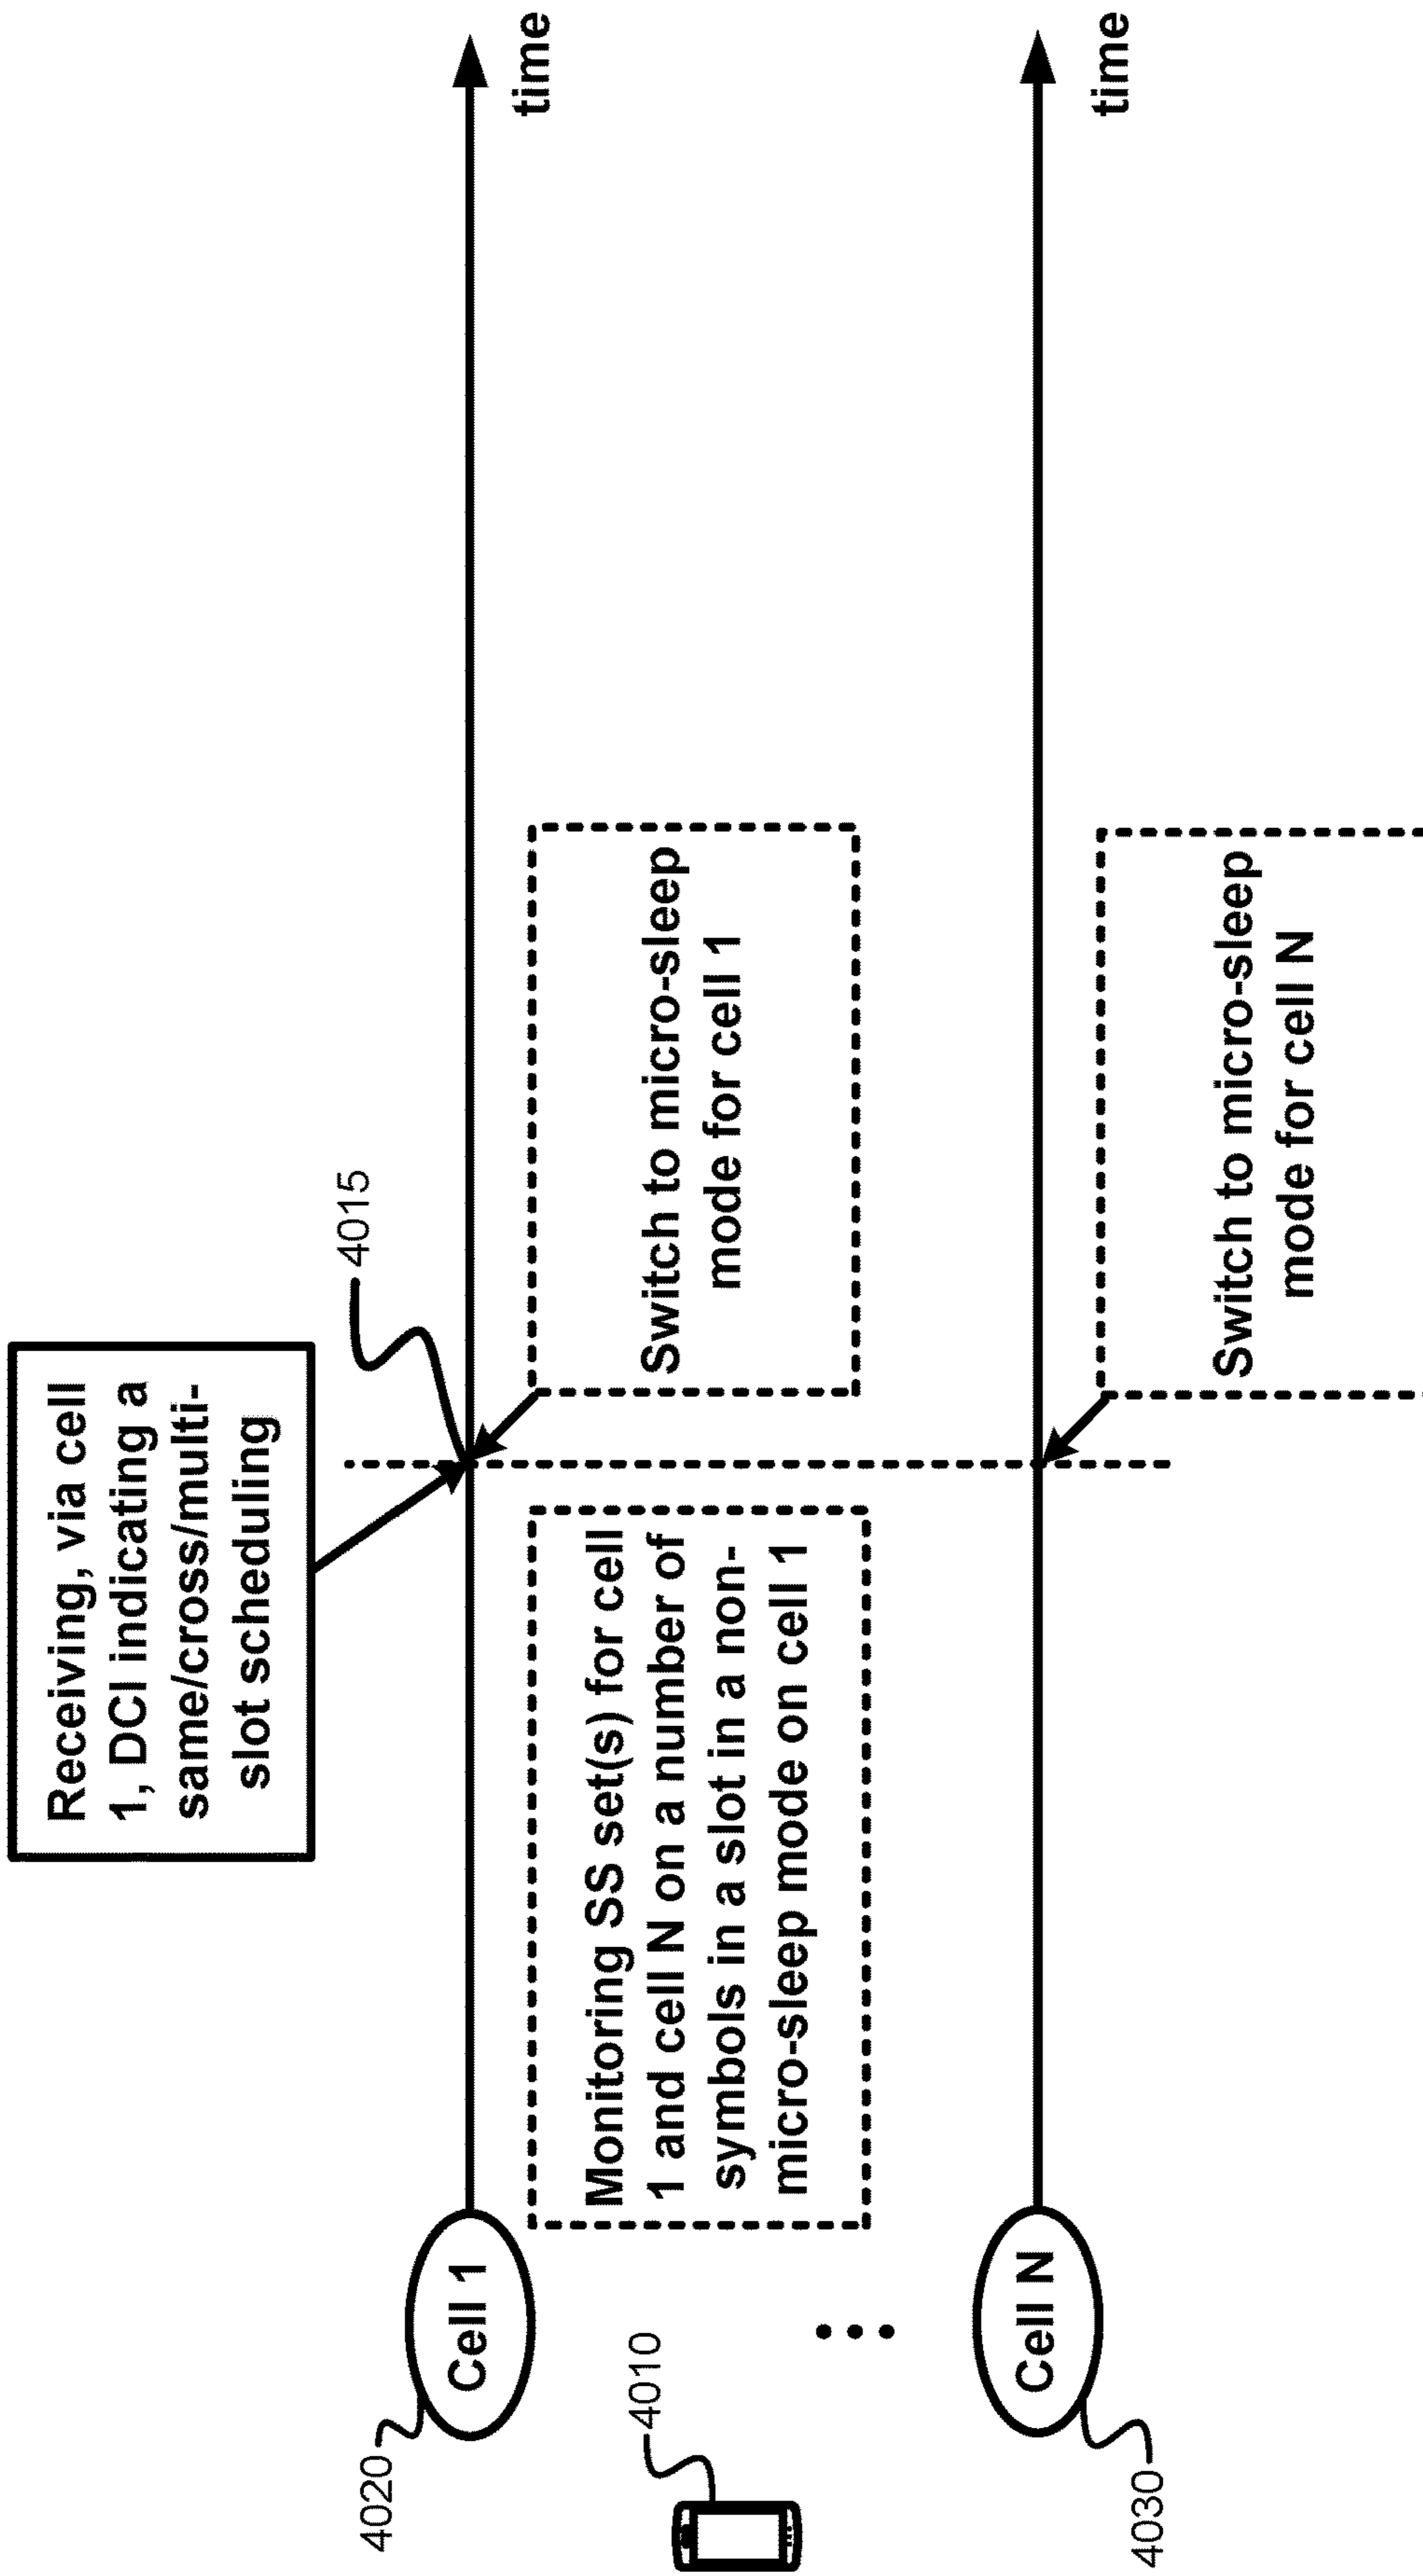 Receiving, via cell
1, DCI indicating a
same/cross/multi-
slot scheduling
4015
4020
Cell 1
time
Monitoring SS set(s) for cell
1 and cell N on a number of
symbols in a slot in a non-
micro-sleep mode on cell 1
Switch to micro-sleep
mode for cell 1
4010
Cell N
time
4030
Switch to micro-sleep
mode for cell N